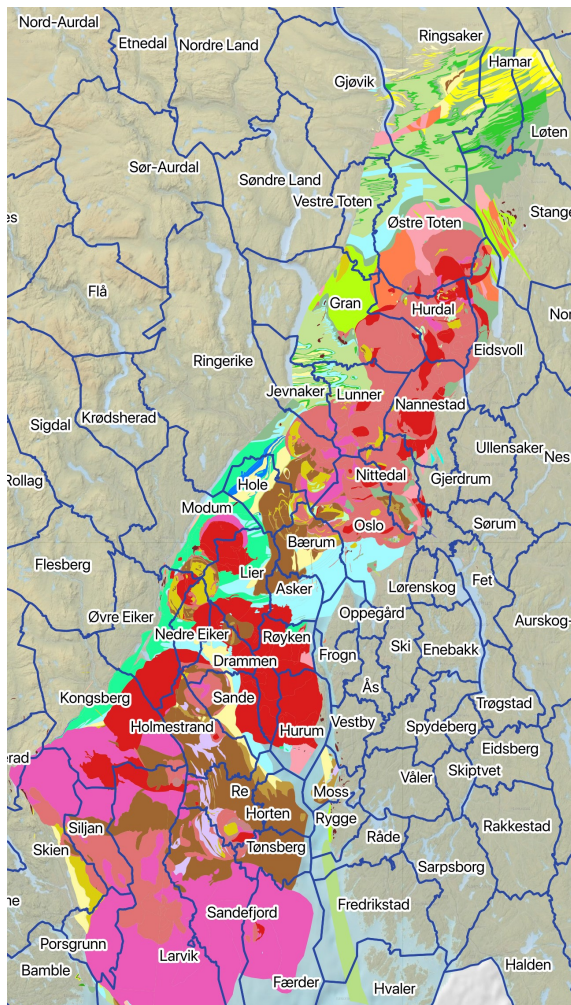 Nord-Aurdal
Etnedal
Nordre Land
Ringsaker
Hamar
Gjøvik
Løten
Sør-Aurdal
Søndre Land
Vestre Toten
Stange
Østre Toten
es
Flå
Gran
Hurdal
Nor
Ringerike
Eidsvoll
Jevnaker
Lunner
Nannestad
Krødsherad
Sigdal
Ullensaker
Nes
Rollag
Hole
Nittedal
Gjerdrum
Modum
Oslo
Sørum
Bærum
Flesberg
Lier
Asker
Lørenskog
Fet
Øvre Eiker
Oppegård
Aurskog-
Nedre Eiker
Røyken
Frogn
Ski
Enebakk
Drammen
Ås
Kongsberg
Sande
Trøgstad
Holmestrand
Hurum
Vestby
Spydeberg
Eidsberg
erad
Våler
Skiptvet
Re
Moss
Horten
Rygge
Siljan
Råde
Rakkestad
Skien
Tønsberg
Sarpsborg
ne
Sandefjord
Fredrikstad
Porsgrunn
Larvik
Halden
Bamble
Færder
Hvaler